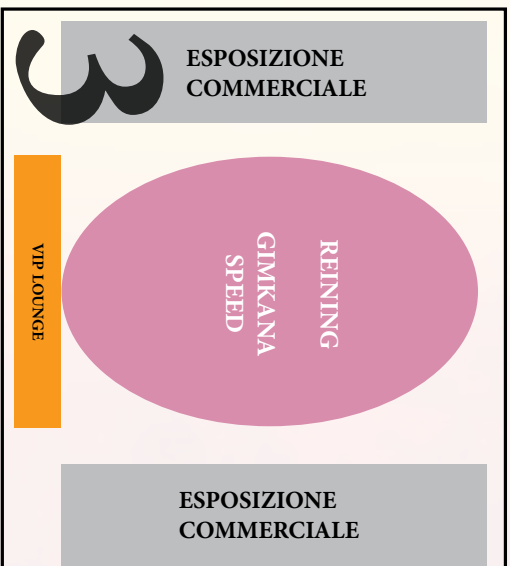 3
ESPOSIZIONE
COMMERCIALE
VIP LOUNGE
REINING
GIMKANA
SPEED
ESPOSIZIONE
COMMERCIALE